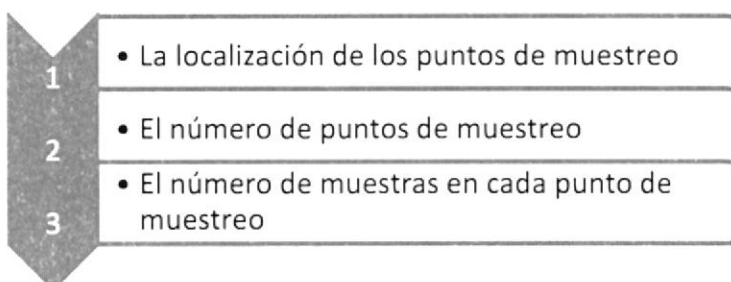 1
• La localización de los puntos de muestreo
2
• El número de puntos de muestreo
3
• El número de muestras en cada punto de
muestreo